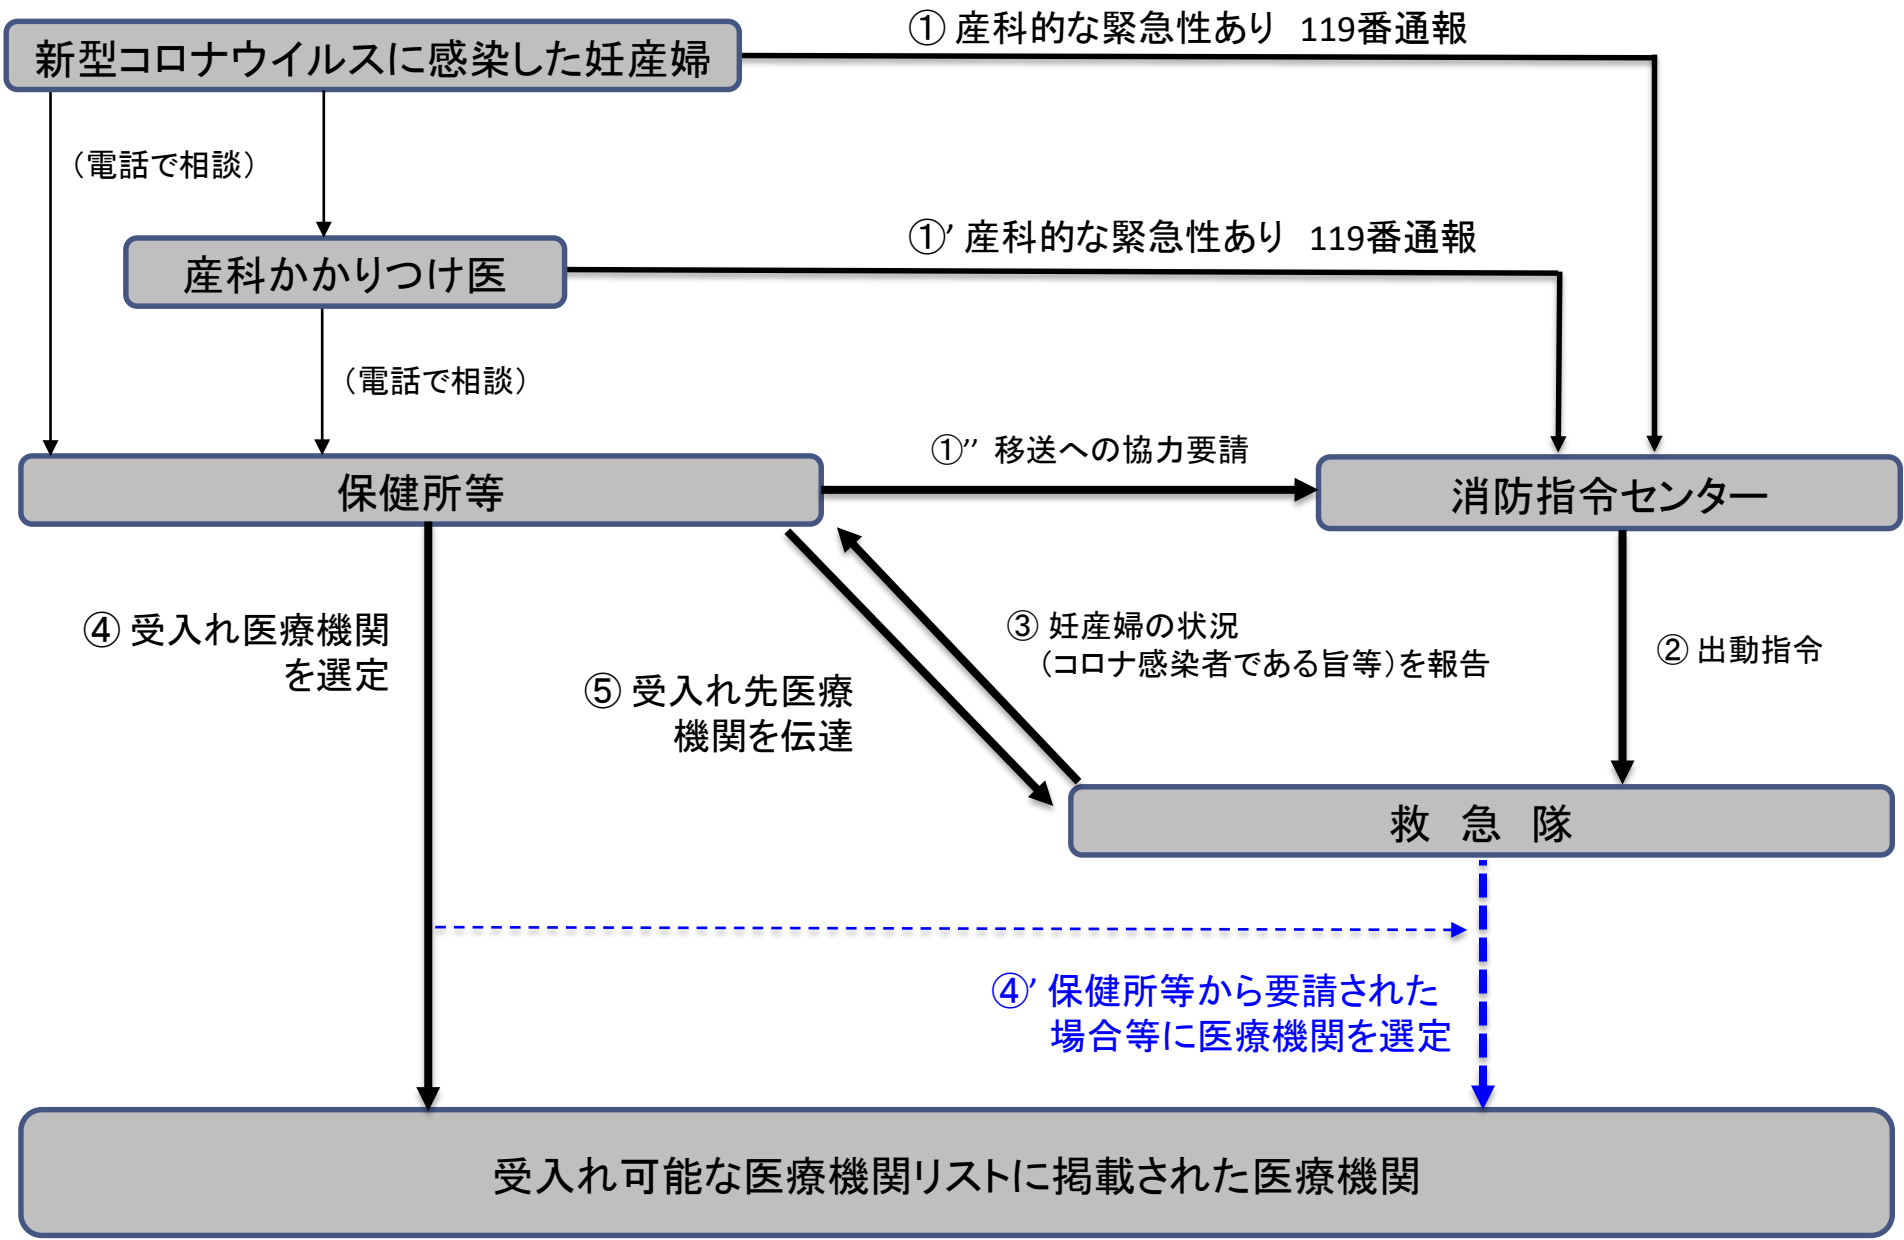 ① 産科的な緊急性あり　119番通報
新型コロナウイルスに感染した妊産婦
（電話で相談）
①’ 産科的な緊急性あり　119番通報
産科かかりつけ医
（電話で相談）
①’’ 移送への協力要請
保健所等
消防指令センター
④ 受入れ医療機関
を選定
③ 妊産婦の状況
（コロナ感染者である旨等）を報告
② 出動指令
⑤ 受入れ先医療
機関を伝達
救　急　隊
④’ 保健所等から要請された
場合等に医療機関を選定
受入れ可能な医療機関リストに掲載された医療機関